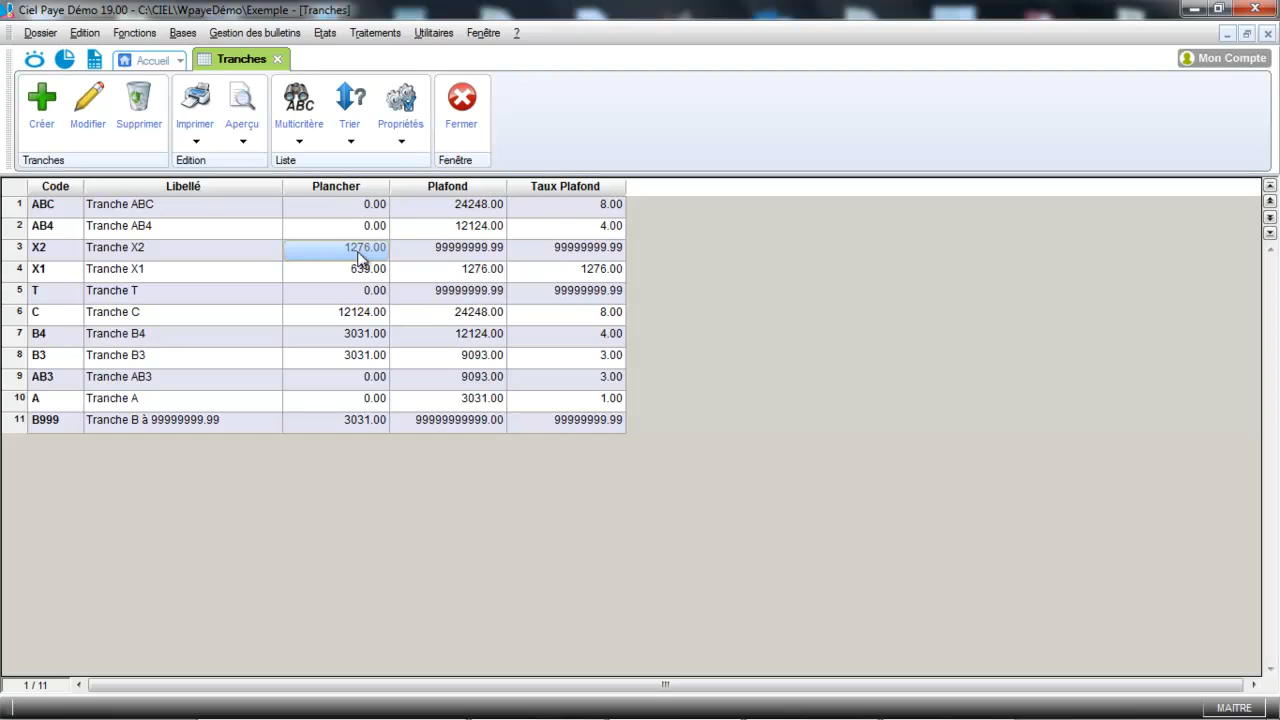 Ciel Paye Démo 19.00 - C:\CIEL\WpayeDémo\Exemple - [Tranches]
Dossier Edition Fonctions Bases Gestion des bulletins Etats Traitements Utilitaires Fenêtre ?
Accueil Tranches Mon Compte
ABC ?
Créer Modifier Supprimer Imprimer Aperçu Multicritère Trier Propriétés Fermer
Tranches Edition Liste Fenêtre
Code Libellé Plancher Plafond Taux Plafond
1 ABC Tranche ABC 0.00 24248.00 8.00
2 AB4 Tranche AB4 0.00 12124.00 4.00
3 X2 Tranche X2 1276.00 99999999.99 99999999.99
4 X1 Tranche X1 1276.00 1276.00
5 T Tranche T 0.00 99999999.99 99999999.99
6 C Tranche C 12124.00 24248.00 8.00
7 B4 Tranche B4 3031.00 12124.00 4.00
8 B3 Tranche B3 3031.00 9093.00 3.00
9 AB3 Tranche AB3 0.00 9093.00 3.00
10 A Tranche A 0.00 3031.00 1.00
11 B999 Tranche B à 99999999.99 3031.00 99999999999.00 99999999.99
1 / 11
MAITRE